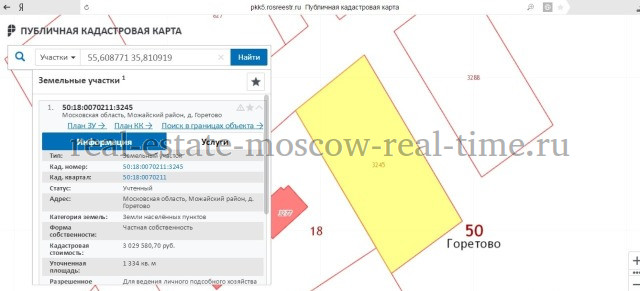 pkk5.rosreestr.ru Публичная кадастровая карта
ПУБЛИЧНАЯ КАДАСТРОВАЯ КАРТА
Участки 55,608771 35,810919 Найти
Земельные участки 1
1. 50:18:0070211:3245
Московская область, Можайский район, д. Горетово
План ЗУ → План КК → Поиск в границах объекта →
Информация Услуги
Тип: Земельный участок
Кад. номер: 50:18:0070211:3245
Кад. квартал: 50:18:0070211
Статус: Учтенный
Адрес: Московская область, Можайский район, д.
Горетово
Категория земель: Земли населённых пунктов
Форма
собственности: Частная собственность
Кадастровая
стоимость: 3 029 580,70 руб.
Уточненная
площадь: 1 334 кв. м
Разрешенное Для ведения личного подсобного хозяйства
3288
3245
18
50
Горетово
real-estate-moscow-real-time.ru